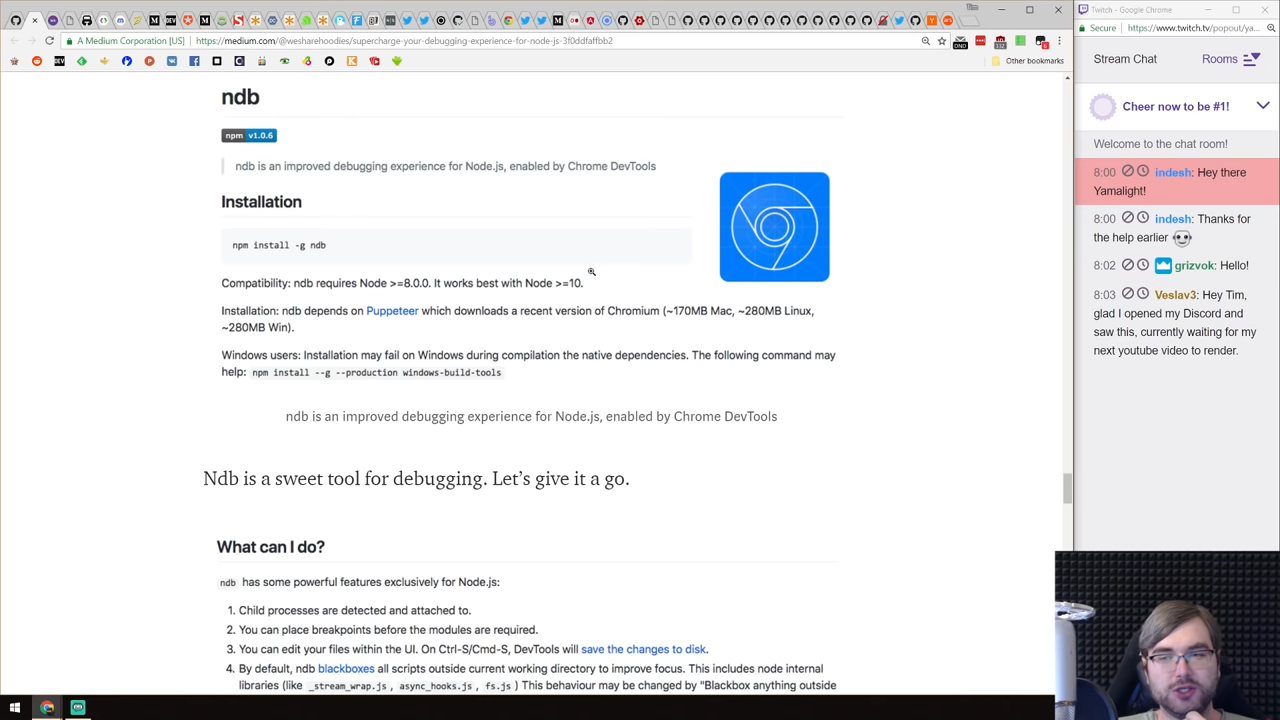 A Medium Corporation [US]
https://medium.com/@wesharehoodies/supercharge-your-debugging-experience-for-node-js-3f0ddfaffbb2
Other bookmarks
ndb
npm v1.0.6
ndb is an improved debugging experience for Node.js, enabled by Chrome DevTools
Installation
npm install -g ndb
Compatibility: ndb requires Node >=8.0.0. It works best with Node >=10.
Installation: ndb depends on Puppeteer which downloads a recent version of Chromium (~170MB Mac, ~280MB Linux,
~280MB Win).
Windows users: Installation may fail on Windows during compilation the native dependencies. The following command may
help: npm install --g --production windows-build-tools
ndb is an improved debugging experience for Node.js, enabled by Chrome DevTools
Ndb is a sweet tool for debugging. Let's give it a go.
What can I do?
ndb has some powerful features exclusively for Node.js:
1. Child processes are detected and attached to.
2. You can place breakpoints before the modules are required.
3. You can edit your files within the UI. On Ctrl-S/Cmd-S, DevTools will save the changes to disk.
4. By default, ndb blackboxes all scripts outside current working directory to improve focus. This includes node internal
libraries (like _stream_wrap.js, async_hooks.js, fs.js) This behaviour may be changed by "Blackbox anything outside
Twitch - Google Chrome
Secure
https://www.twitch.tv/popout/ya...
Stream Chat
Rooms
Cheer now to be #1!
Welcome to the chat room!
8:00 indesh: Hey there
Yamalight!
8:00 indesh: Thanks for
the help earlier
8:02 grizvok: Hello!
8:03 Veslav3: Hey Tim,
glad I opened my Discord and
saw this, currently waiting for my
next youtube video to render.